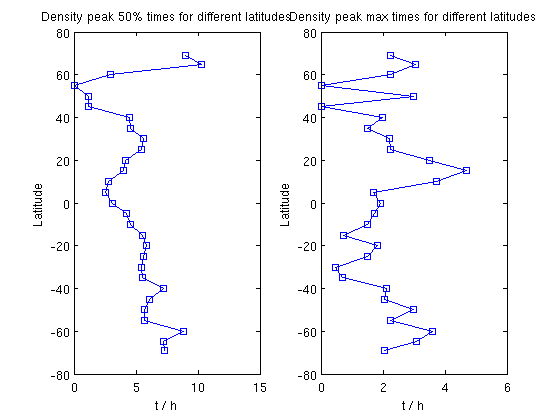 Density peak 50% times for different latitudes
Density peak max times for different latitudes
80
60
40
20
0
-20
-40
-60
-80
Latitude
0 5 10 15
t / h
80
60
40
20
0
-20
-40
-60
-80
Latitude
0 2 4 6
t / h